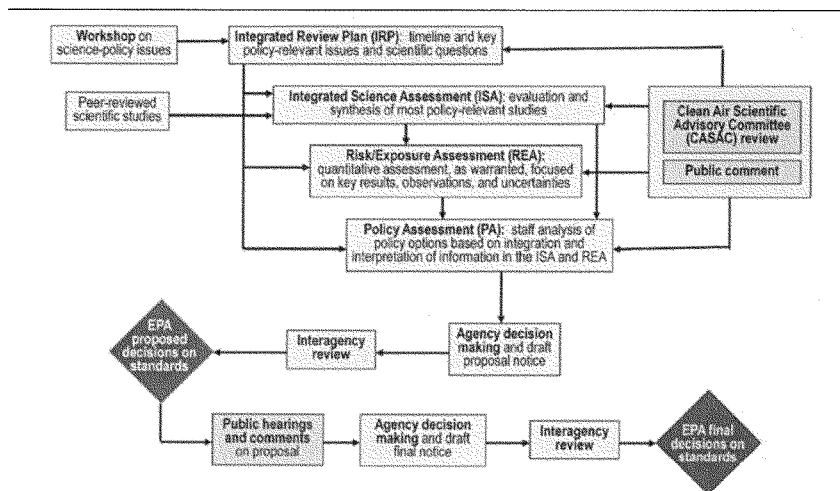 Workshop on
science-policy issues
Integrated Review Plan (IRP): timeline and key
policy-relevant issues and scientific questions
Peer-reviewed
scientific studies
Integrated Science Assessment (ISA): evaluation and
synthesis of most policy-relevant studies
Clean Air Scientific
Advisory Committee
(CASAC) review
Public comment
Risk/Exposure Assessment (REA):
quantitative assessment, as warranted, focused
on key results, observations, and uncertainties
Policy Assessment (PA): staff analysis of
policy options based on integration and
interpretation of information in the ISA and REA
EPA
proposed
decisions on
standards
Interagency
review
Agency decision
making and draft
proposal notice
Public hearings
and comments
on proposal
Agency decision
making and draft
final notice
Interagency
review
EPA final
decisions on
standards